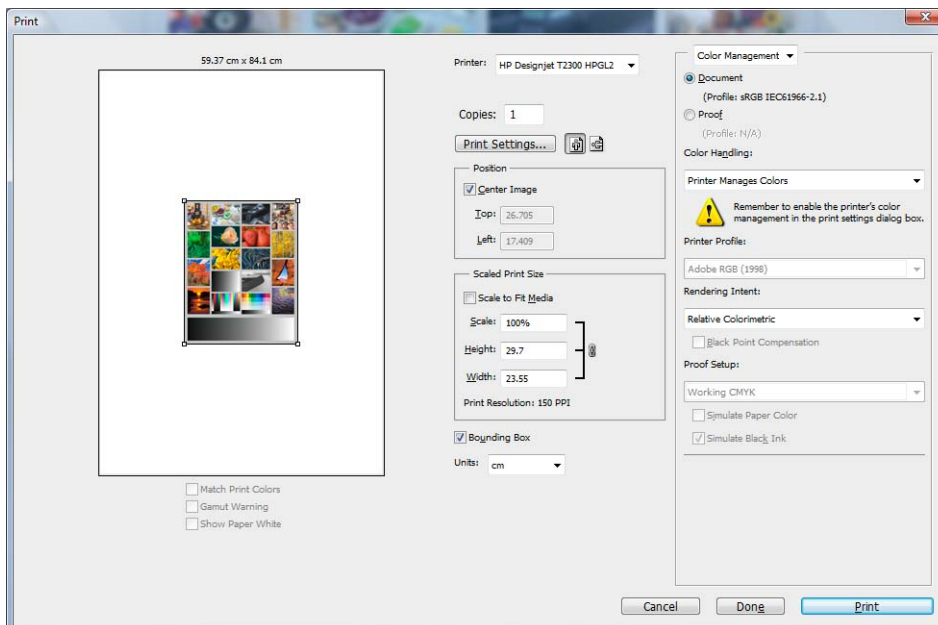 Print
59.37 cm x 84.1 cm
Match Print Colors
Gamut Warning
Show Paper White
Printer: HP Designjet T2300 HPGL2
Copies: 1
Print Settings...
Position
Center Image
Top: 26.705
Left: 17.409
Scaled Print Size
Scale to Fit Media
Scale: 100%
Height: 29.7
Width: 23.55
Print Resolution: 150 PPI
Bounding Box
Units: cm
Color Management
Document
(Profile: sRGB IEC61966-2.1)
Proof
(Profile: N/A)
Color Handling:
Printer Manages Colors
Remember to enable the printer's color
management in the print settings dialog box.
Printer Profile:
Adobe RGB (1998)
Rendering Intent:
Relative Colorimetric
Black Point Compensation
Proof Setup:
Working CMYK
Simulate Paper Color
Simulate Black Ink
Cancel
Done
Print